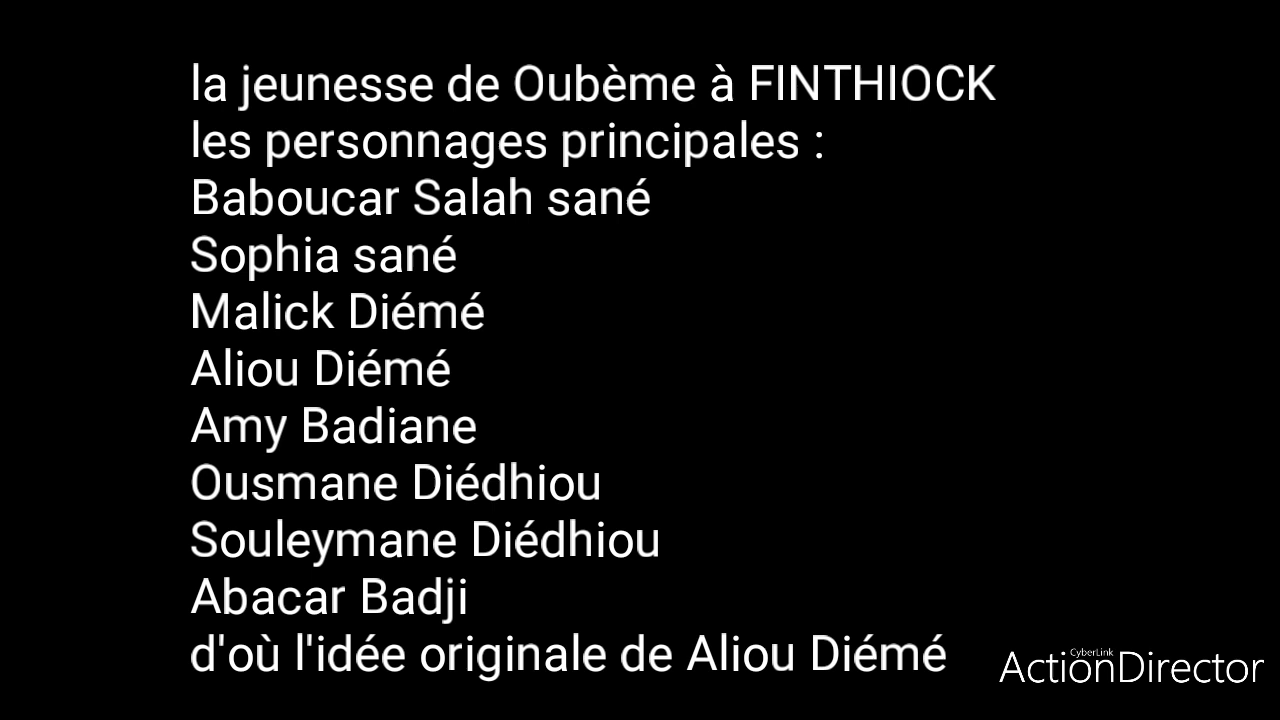 la jeunesse de Oubème à FINTHIOCK
les personnages principales :
Baboucar Salah sané
Sophia sané
Malick Diémé
Aliou Diémé
Amy Badiane
Ousmane Diédhiou
Souleymane Diédhiou
Abacar Badji
d'où l'idée originale de Aliou Diémé
CyberLink
ActionDirector